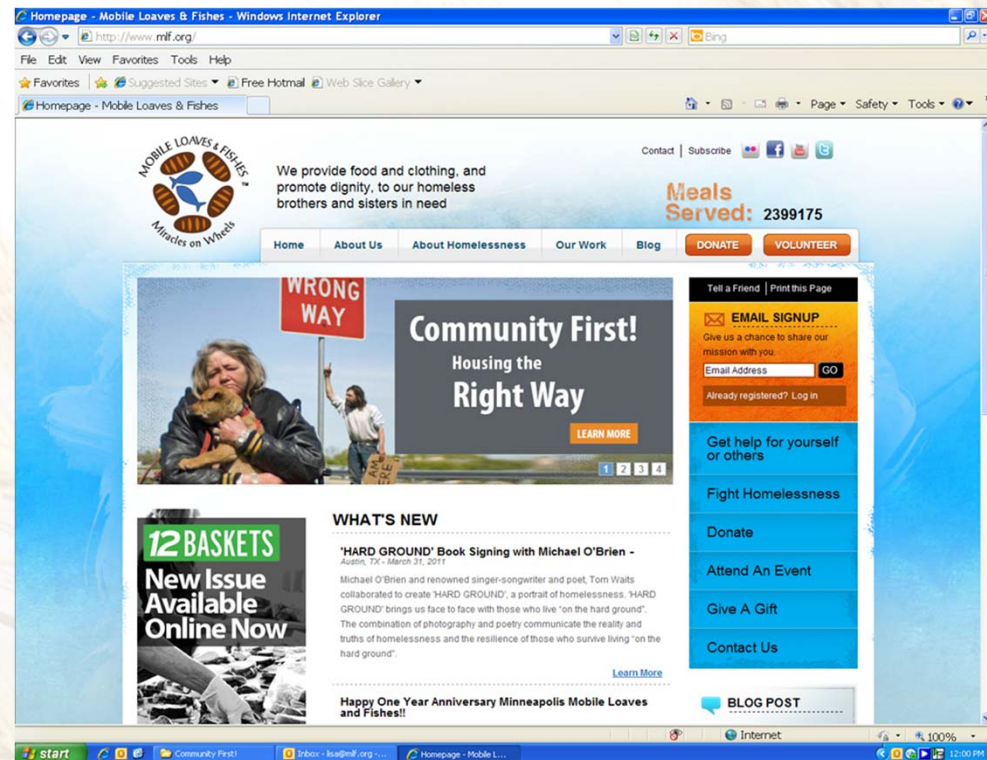 Homepage - Mobile Loaves & Fishes - Windows Internet Explorer
http://www.mlf.org/
Bing
File Edit View Favorites Tools Help
Favorites Suggested Sites Free Hotmail Web Slice Gallery
Homepage - Mobile Loaves & Fishes
Page Safety Tools
MOBILE LOAVES & FISHES
TM
Miracles on Wheels
We provide food and clothing, and
promote dignity, to our homeless
brothers and sisters in need
Contact | Subscribe
Meals
Served: 2399175
Home About Us About Homelessness Our Work Blog DONATE VOLUNTEER
WRONG
WAY
Community First!
Housing the
Right Way
LEARN MORE
1 2 3 4
Tell a Friend | Print this Page
EMAIL SIGNUP
Give us a chance to share our
mission with you.
Email Address GO
Already registered? Log in
Get help for yourself
or others
Fight Homelessness
Donate
Attend An Event
Give A Gift
Contact Us
BLOG POST
12 BASKETS
New Issue
Available
Online Now
WHAT'S NEW
'HARD GROUND' Book Signing with Michael O'Brien -
Austin, TX - March 31, 2011
Michael O'Brien and renowned singer-songwriter and poet, Tom Waits
collaborated to create 'HARD GROUND', a portrait of homelessness. 'HARD
GROUND' brings us face to face with those who live "on the hard ground".
The combination of photography and poetry communicate the reality and
truths of homelessness and the resilience of those who survive living "on the
hard ground".
Learn More
Happy One Year Anniversary Minneapolis Mobile Loaves
and Fishes!!
Internet 100%
start Community First! Inbox - lisa@mlf.org -... Homepage - Mobile L... 12:00 PM